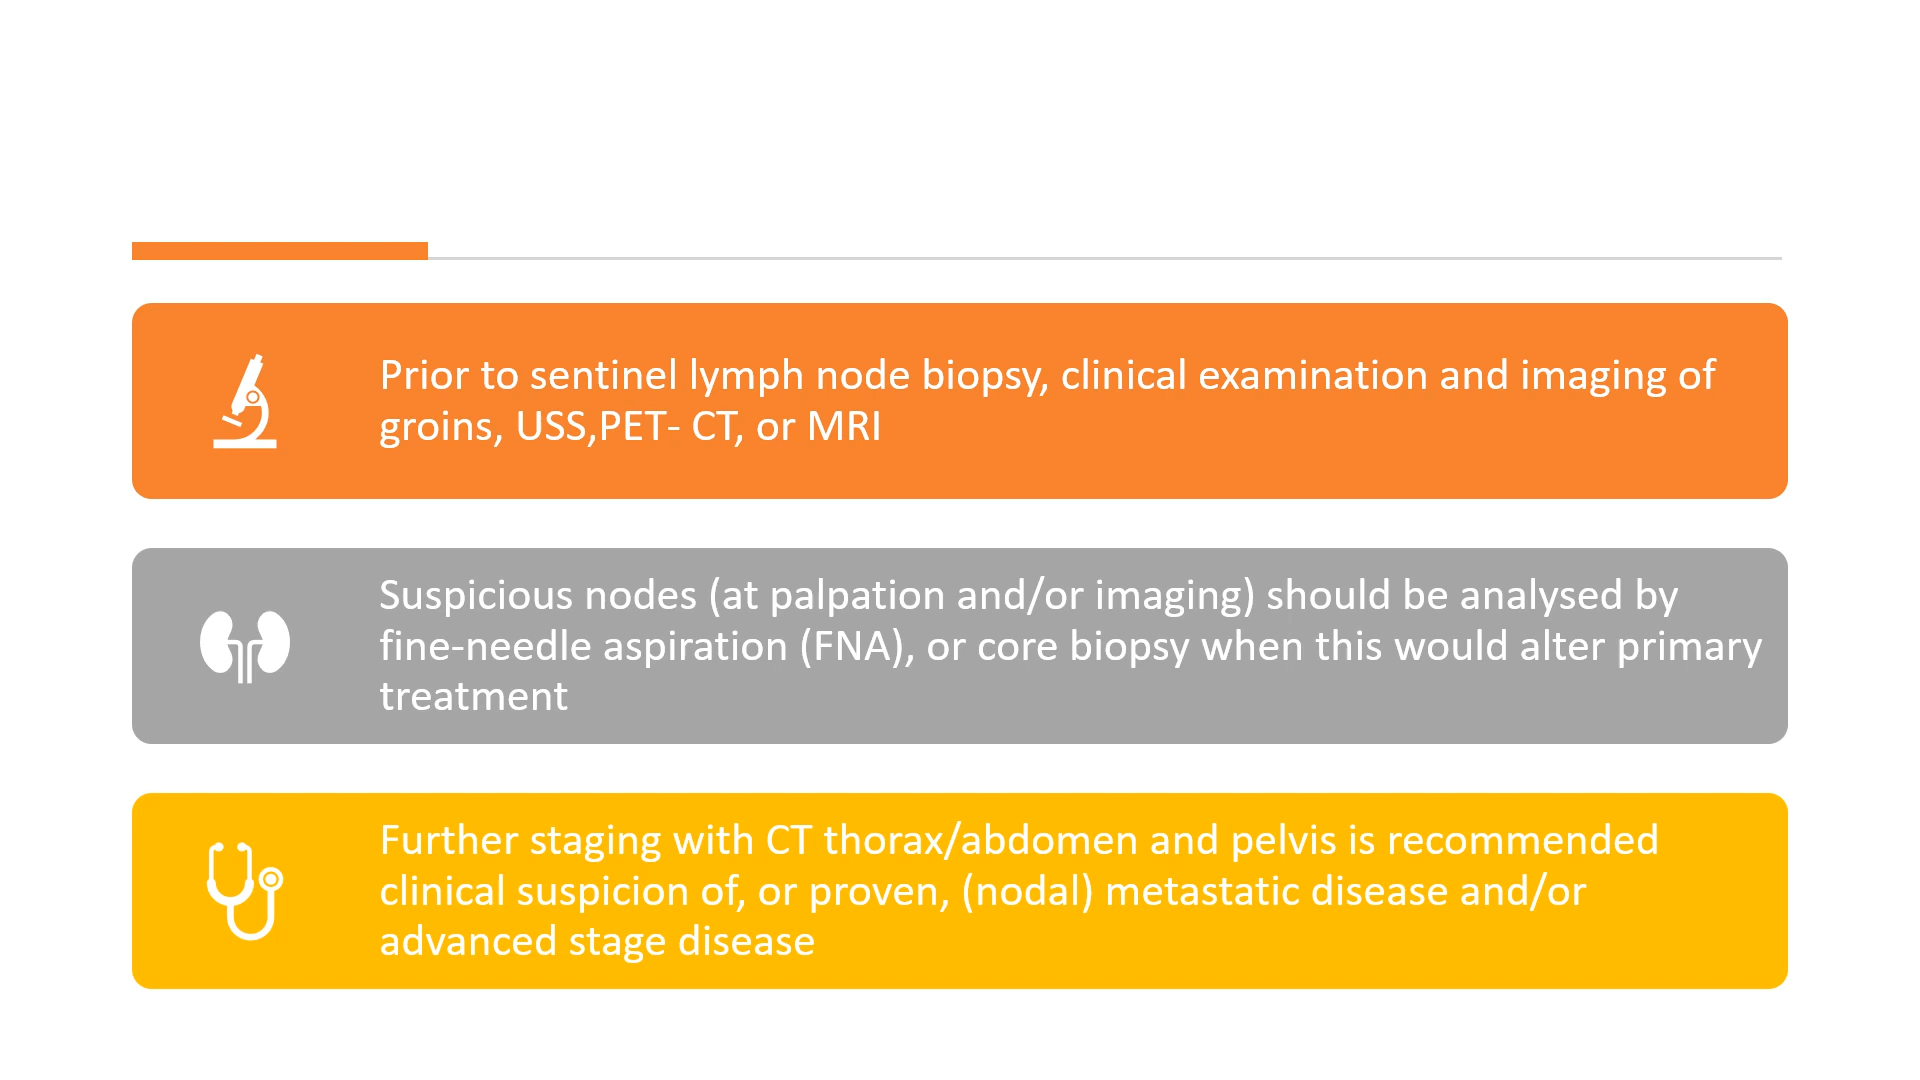 Prior to sentinel lymph node biopsy, clinical examination and imaging of
groins, USS,PET- CT, or MRI
Suspicious nodes (at palpation and/or imaging) should be analysed by
fine-needle aspiration (FNA), or core biopsy when this would alter primary
treatment
Further staging with CT thorax/abdomen and pelvis is recommended
clinical suspicion of, or proven, (nodal) metastatic disease and/or
advanced stage disease